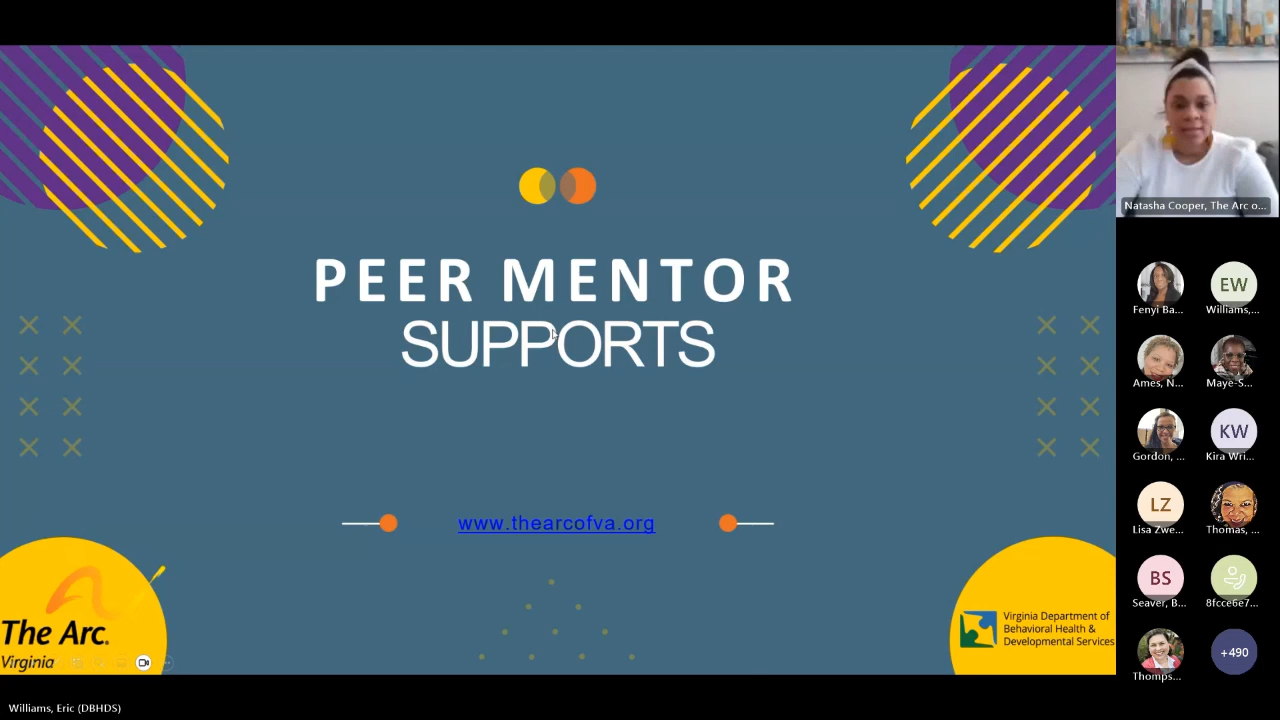 PEER MENTOR
SUPPORTS
www.thearcofva.org
The Arc.
Virginia
Virginia Department of
Behavioral Health &
Developmental Services
Natasha Cooper, The Arc o...
Fenyi Ba...
EW
Williams,...
Ames, N...
Maye-S...
Gordon, ...
KW
Kira Wri...
LZ
Lisa Zwe...
Thomas, ...
BS
Seaver, B...
8fcce6e7...
Thomps...
+490
Williams, Eric (DBHDS)